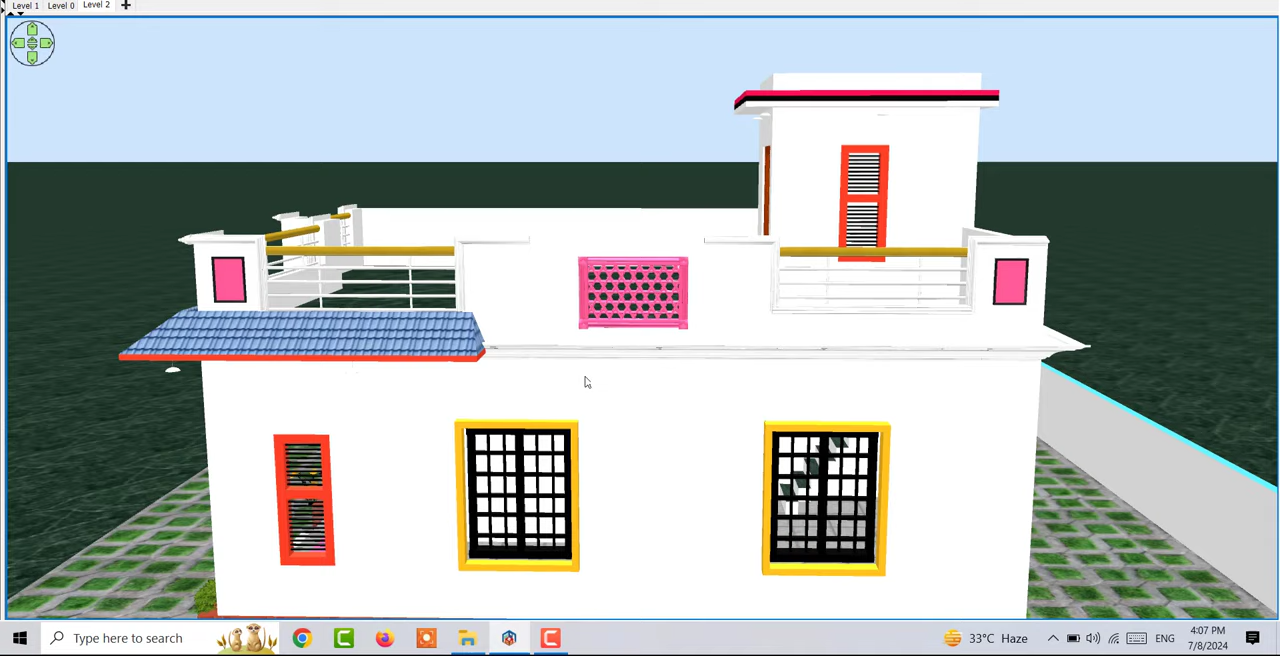 Level 1 Level 0 Level 2
Type here to search
33°C Haze
ENG
4:07 PM
7/8/2024